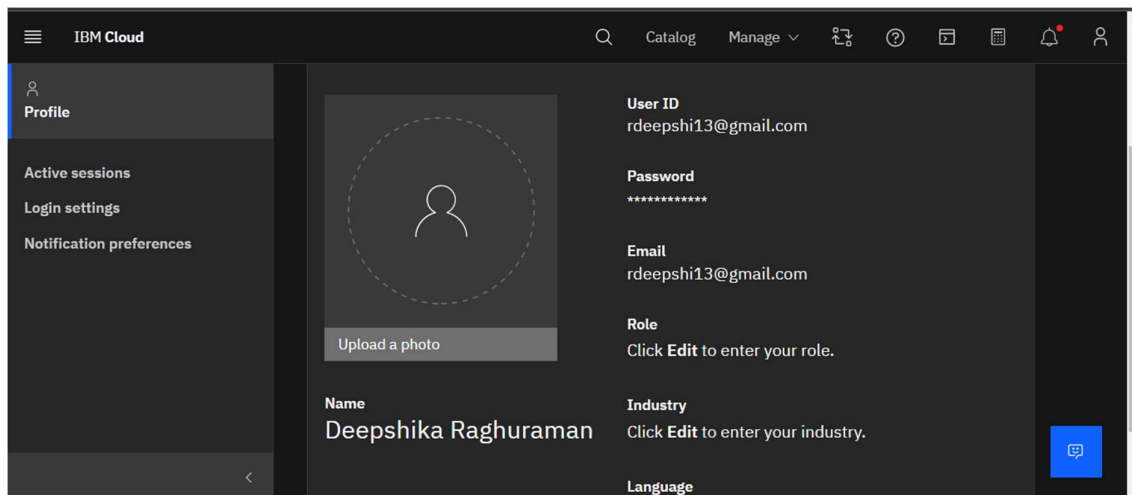 IBM Cloud
Catalog
Manage
Profile
Active sessions
Login settings
Notification preferences
Upload a photo
Name
Deepshika Raghuraman
User ID
rdeepshi13@gmail.com
Password
************
Email
rdeepshi13@gmail.com
Role
Click Edit to enter your role.
Industry
Click Edit to enter your industry.
Language